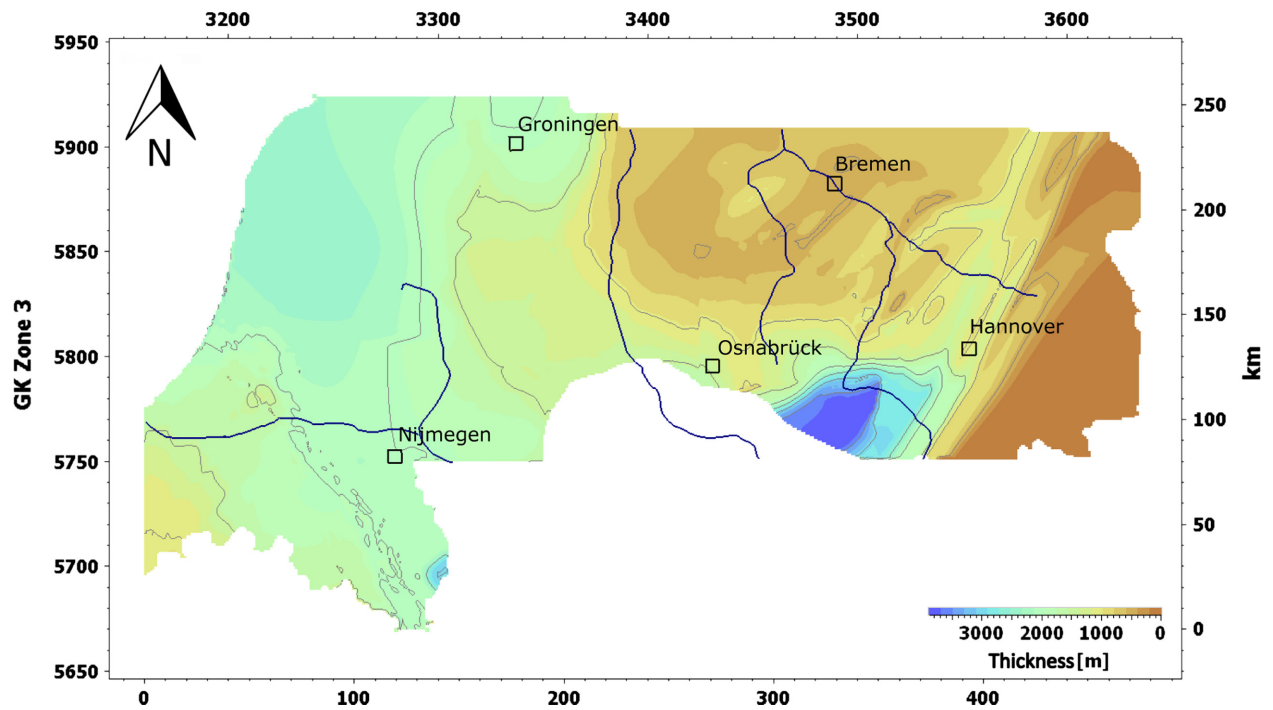 3200 3300 3400 3500 3600
5950
5900
5850
5800
5750
5700
5650
GK Zone 3
N
Groningen
Bremen
Hannover
Osnabrück
Nijmegen
250
200
150
100
50
0
km
3000 2000 1000 0
Thickness [m]
0 100 200 300 400